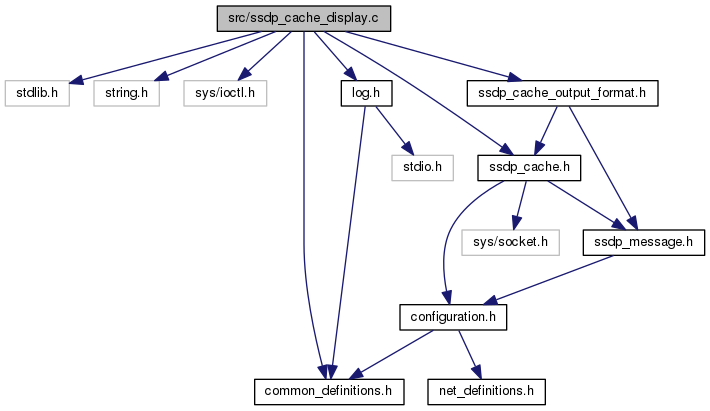 src/ssdp_cache_display.c
stdlib.h
string.h
sys/ioctl.h
log.h
ssdp_cache_output_format.h
stdio.h
ssdp_cache.h
sys/socket.h
ssdp_message.h
configuration.h
common_definitions.h
net_definitions.h